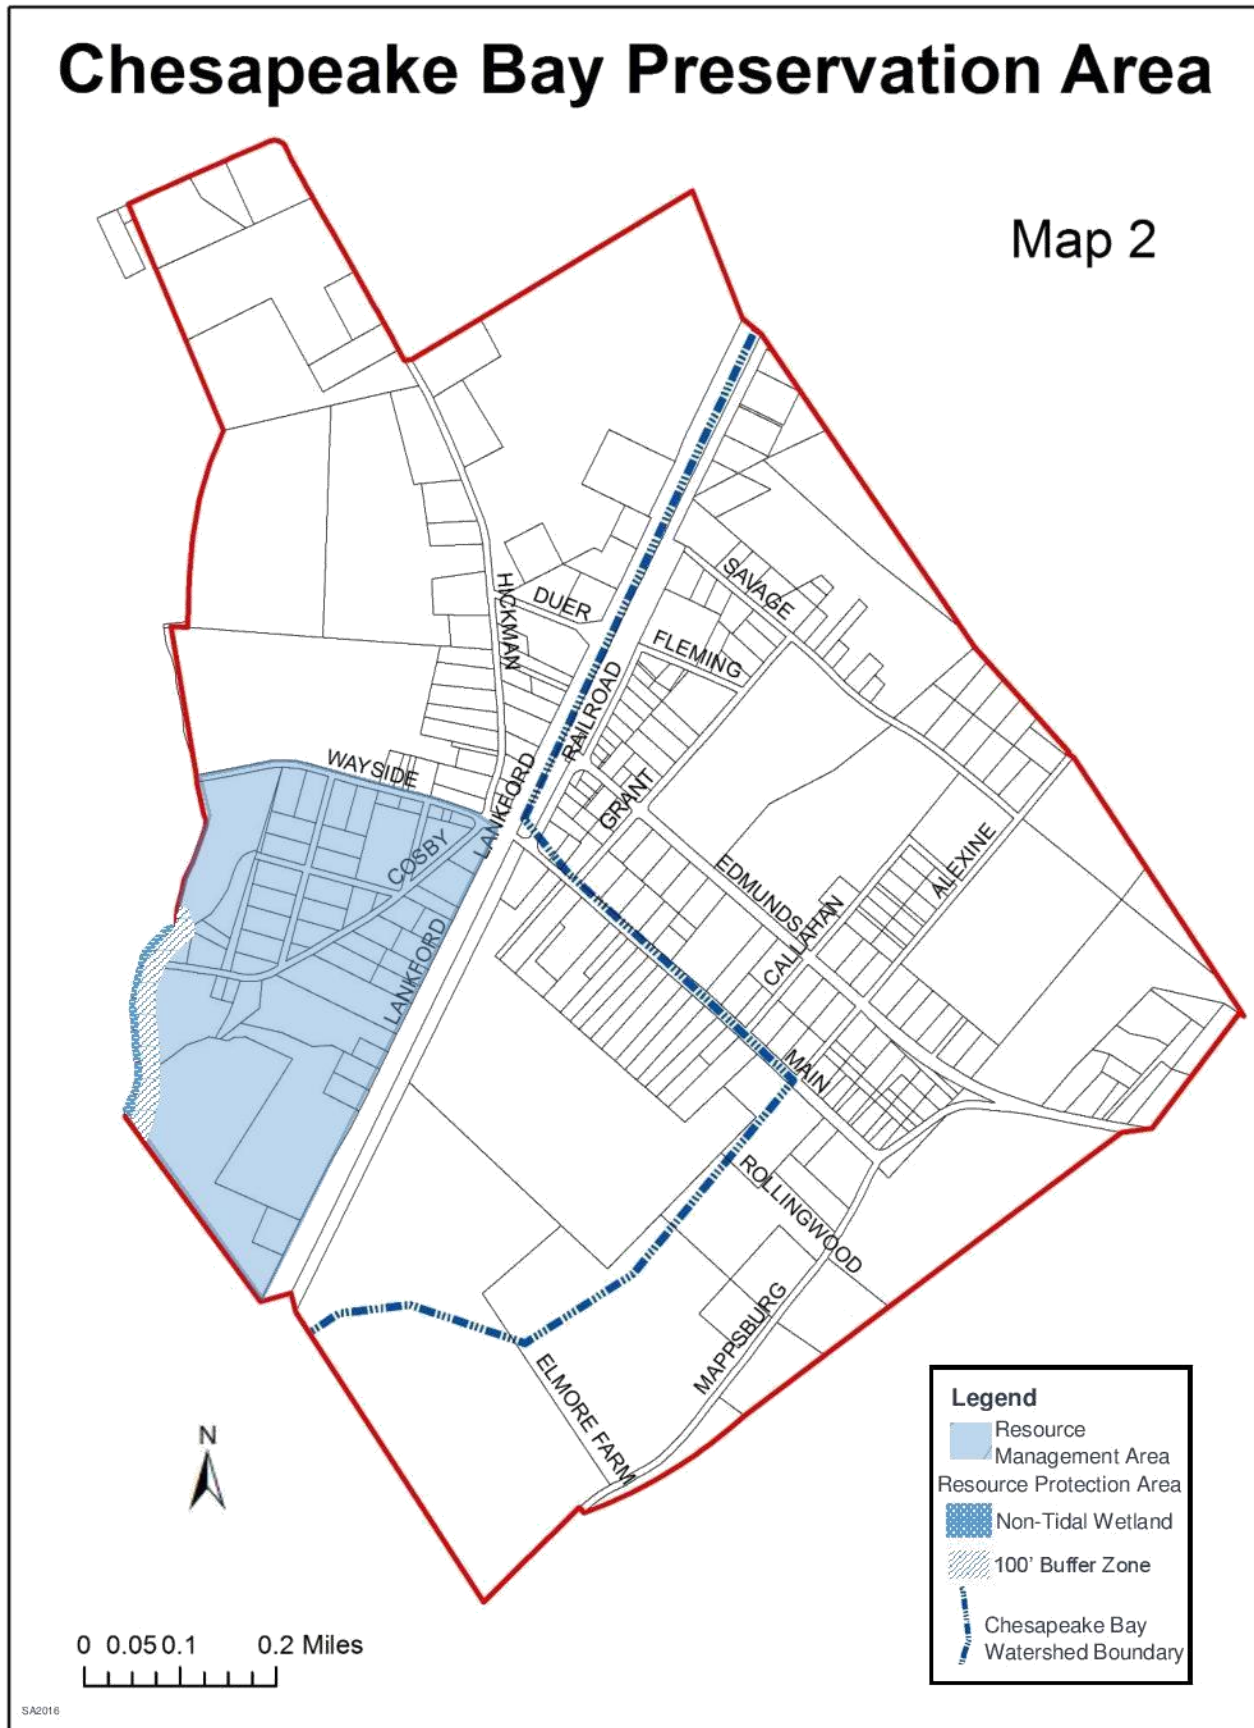 Chesapeake Bay Preservation Area
Map 2
SAVAGE
HICKMAN
DUER
FLEMING
RAILROAD
WAYSIDE
LANKFORD
GRANT
COSBY
EDMUNDS
ALEXINE
CALLAHAN
LANKFORD
MAIN
ROLLINGWOOD
MAPPSBURG
ELMORE FARM
Legend
Resource
Management Area
Resource Protection Area
Non-Tidal Wetland
100' Buffer Zone
Chesapeake Bay
Watershed Boundary
N
0 0.05 0.1 0.2 Miles
SA2016